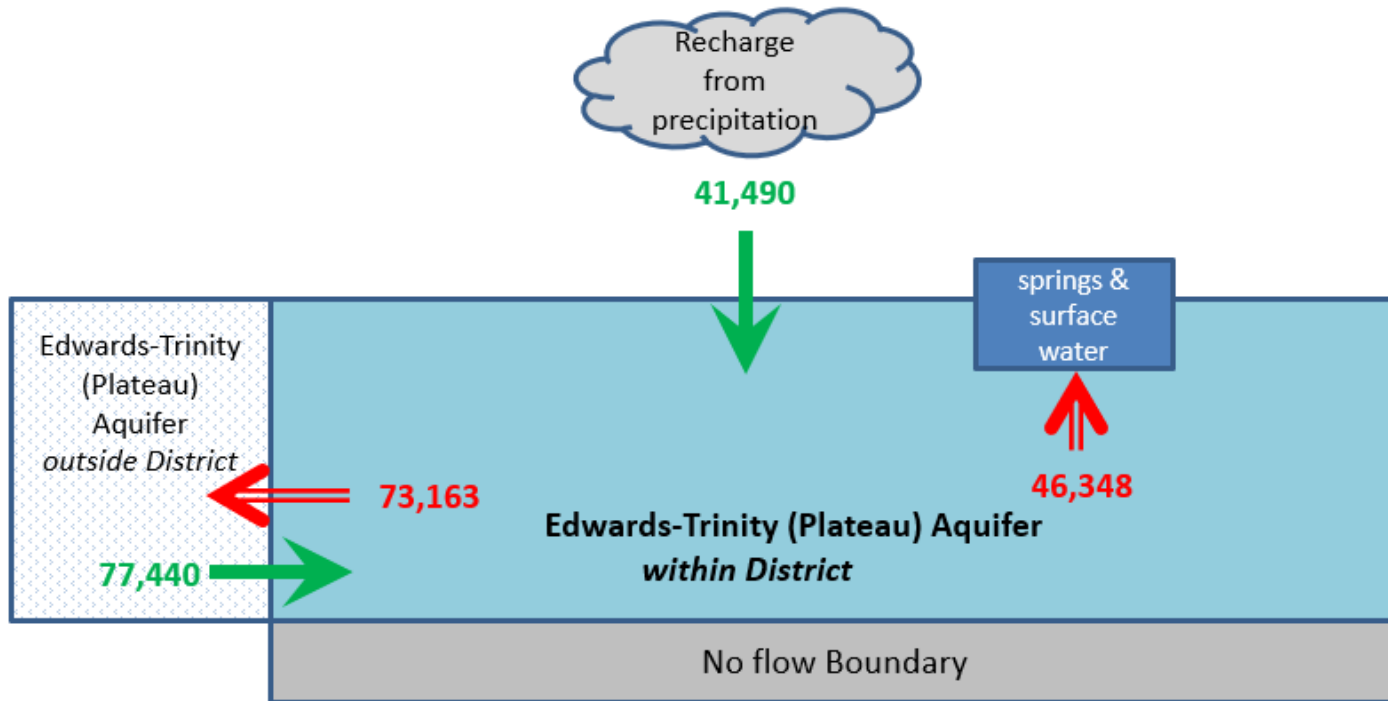 Recharge
from
precipitation
41,490
springs &
surface
water
Edwards-Trinity
(Plateau)
Aquifer
outside District
73,163
46,348
Edwards-Trinity (Plateau) Aquifer
within District
77,440
No flow Boundary